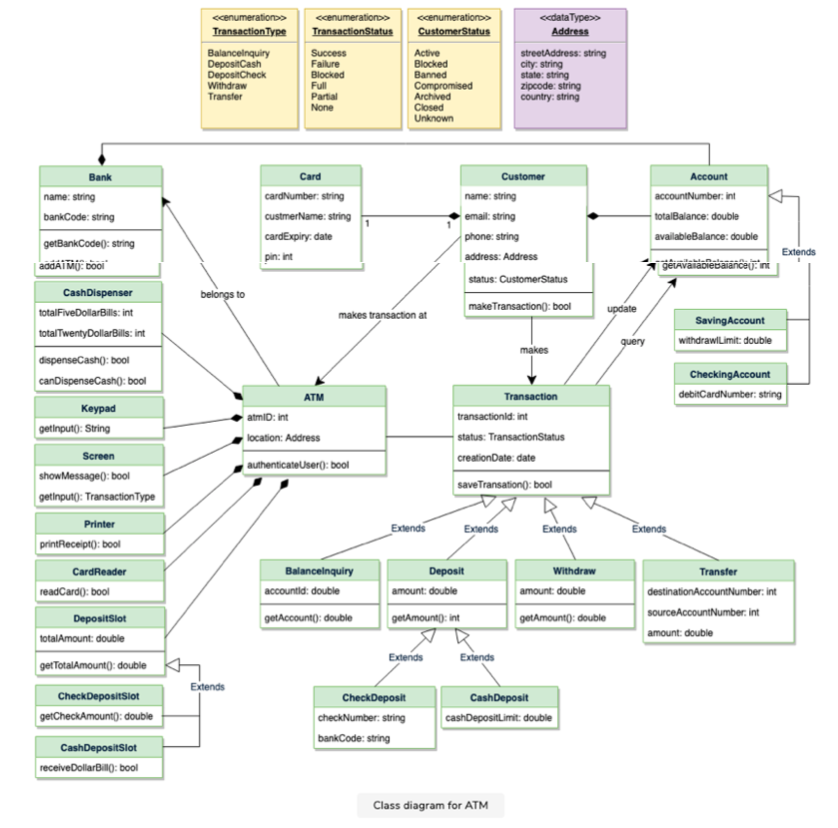 <<enumeration>>
TransactionType
BalanceInquiry
DepositCash
DepositCheck
Withdraw
Transfer
<<enumeration>>
TransactionStatus
Success
Failure
Blocked
Full
Partial
None
<<enumeration>>
CustomerStatus
Active
Blocked
Banned
Compromised
Archived
Closed
Unknown
<<dataType>>
Address
streetAddress: string
city: string
state: string
zipcode: string
country: string
Bank
name: string
bankCode: string
getBankCode(): string
addATM(): bool
Card
cardNumber: string
custmerName: string
cardExpiry: date
pin: int
1
1
Customer
name: string
email: string
phone: string
address: Address
status: CustomerStatus
makeTransaction(): bool
Account
accountNumber: int
totalBalance: double
availableBalance: double
getAvailableBalance(): int
Extends
SavingAccount
withdrawlLimit: double
CheckingAccount
debitCardNumber: string
belongs to
makes transaction at
makes
update
query
CashDispenser
totalFiveDollarBills: int
totalTwentyDollarBills: int
dispenseCash(): bool
canDispenseCash(): bool
Keypad
getInput(): String
Screen
showMessage(): bool
getInput(): TransactionType
Printer
printReceipt(): bool
CardReader
readCard(): bool
DepositSlot
totalAmount: double
getTotalAmount(): double
Extends
CheckDepositSlot
getCheckAmount(): double
CashDepositSlot
receiveDollarBill(): bool
ATM
atmID: int
location: Address
authenticateUser(): bool
Transaction
transactionId: int
status: TransactionStatus
creationDate: date
saveTransation(): bool
Extends
Extends
Extends
Extends
BalanceInquiry
accountId: double
getAccount(): double
Deposit
amount: double
getAmount(): int
Withdraw
amount: double
getAmount(): double
Transfer
destinationAccountNumber: int
sourceAccountNumber: int
amount: double
Extends
Extends
CheckDeposit
checkNumber: string
bankCode: string
CashDeposit
cashDepositLimit: double
Class diagram for ATM